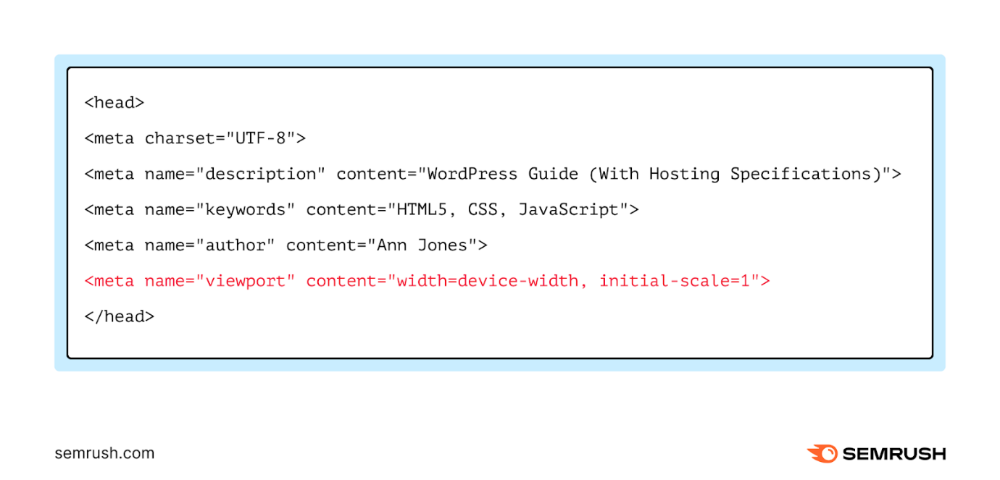 <head>
<meta charset="UTF-8">
<meta name="description" content="WordPress Guide (With Hosting Specifications)">
<meta name="keywords" content="HTML5, CSS, JavaScript">
<meta name="author" content="Ann Jones">
<meta name="viewport" content="width=device-width, initial-scale=1">
</head>
semrush.com
SEMRUSH